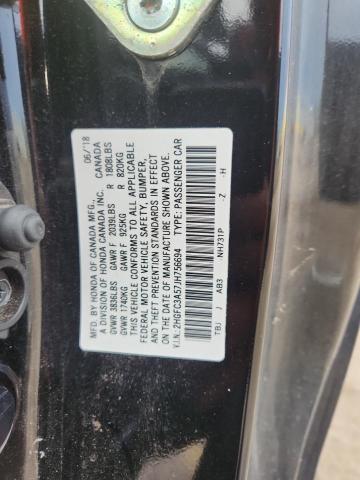 MFD. BY HONDA OF CANADA MFG., 06/18
A DIVISION OF HONDA CANADA INC. CANADA
GVWR 3836LBS GAWR F 2039LBS R 1808LBS
GVWR 1740KG GAWR F 925KG R 820KG
THIS VEHICLE CONFORMS TO ALL APPLICABLE
FEDERAL MOTOR VEHICLE SAFETY, BUMPER,
AND THEFT PREVENTION STANDARDS IN EFFECT
ON THE DATE OF MANUFACTURE SHOWN ABOVE.
V.I.N.: 2HGFC3A57JH756694 TYPE: PASSENGER CAR
TBJ J AB3 NH731P Z H